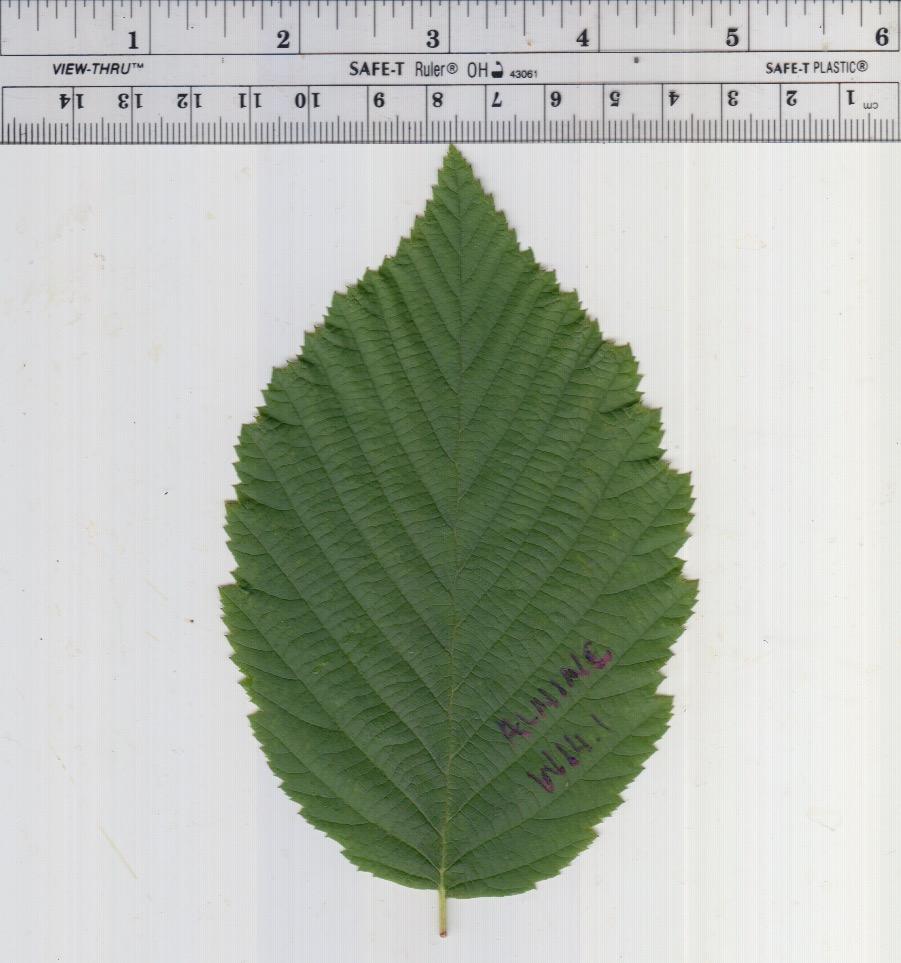 1 2 3 4 5 6
VIEW-THRU™ SAFE-T Ruler® OH 43061 SAFE-T PLASTIC®
14 13 12 11 10 9 8 7 6 5 4 3 2 1 cm
ALNINC
W14.1